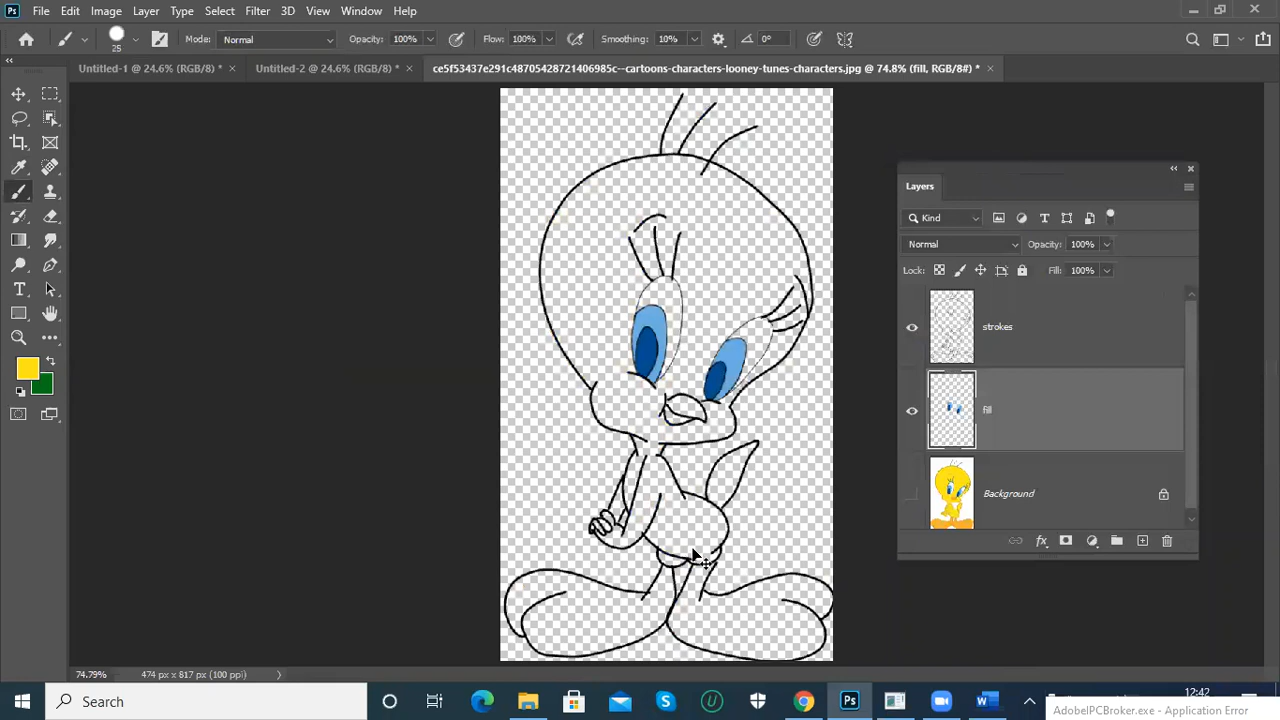 Ps File Edit Image Layer Type Select Filter 3D View Window Help
25 Mode: Normal Opacity: 100% Flow: 100% Smoothing: 10% 0°
Untitled-1 @ 24.6% (RGB/8) * × Untitled-2 @ 24.6% (RGB/8) * × ce5f53437e291c48705428721406985c--cartoons-characters-looney-tunes-characters.jpg @ 74.8% (fill, RGB/8#) * ×
Layers
Kind
Normal Opacity: 100%
Lock: Fill: 100%
strokes
fill
Background
fx
74.79% 474 px x 817 px (100 ppi)
Search
12:42
AdobeIPCBroker.exe - Application Error